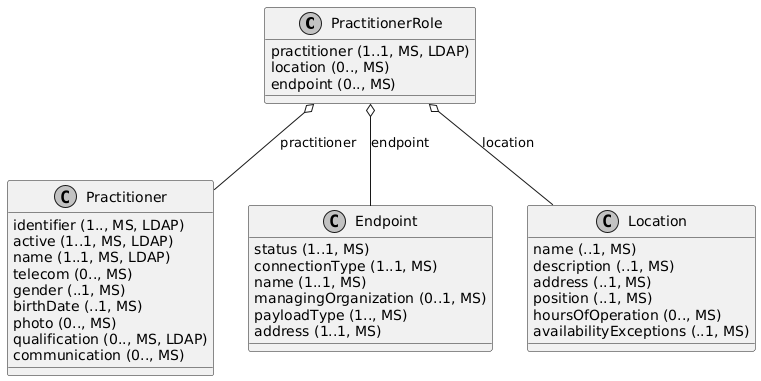 C PractitionerRole
practitioner (1..1, MS, LDAP)
location (0.., MS)
endpoint (0.., MS)
practitioner
endpoint
location
C Practitioner
identifier (1.., MS, LDAP)
active (1..1, MS, LDAP)
name (1..1, MS, LDAP)
telecom (0.., MS)
gender (..1, MS)
birthDate (..1, MS)
photo (0.., MS)
qualification (0.., MS, LDAP)
communication (0.., MS)
C Endpoint
status (1..1, MS)
connectionType (1..1, MS)
name (1..1, MS)
managingOrganization (0..1, MS)
payloadType (1.., MS)
address (1..1, MS)
C Location
name (..1, MS)
description (..1, MS)
address (..1, MS)
position (..1, MS)
hoursOfOperation (0.., MS)
availabilityExceptions (..1, MS)